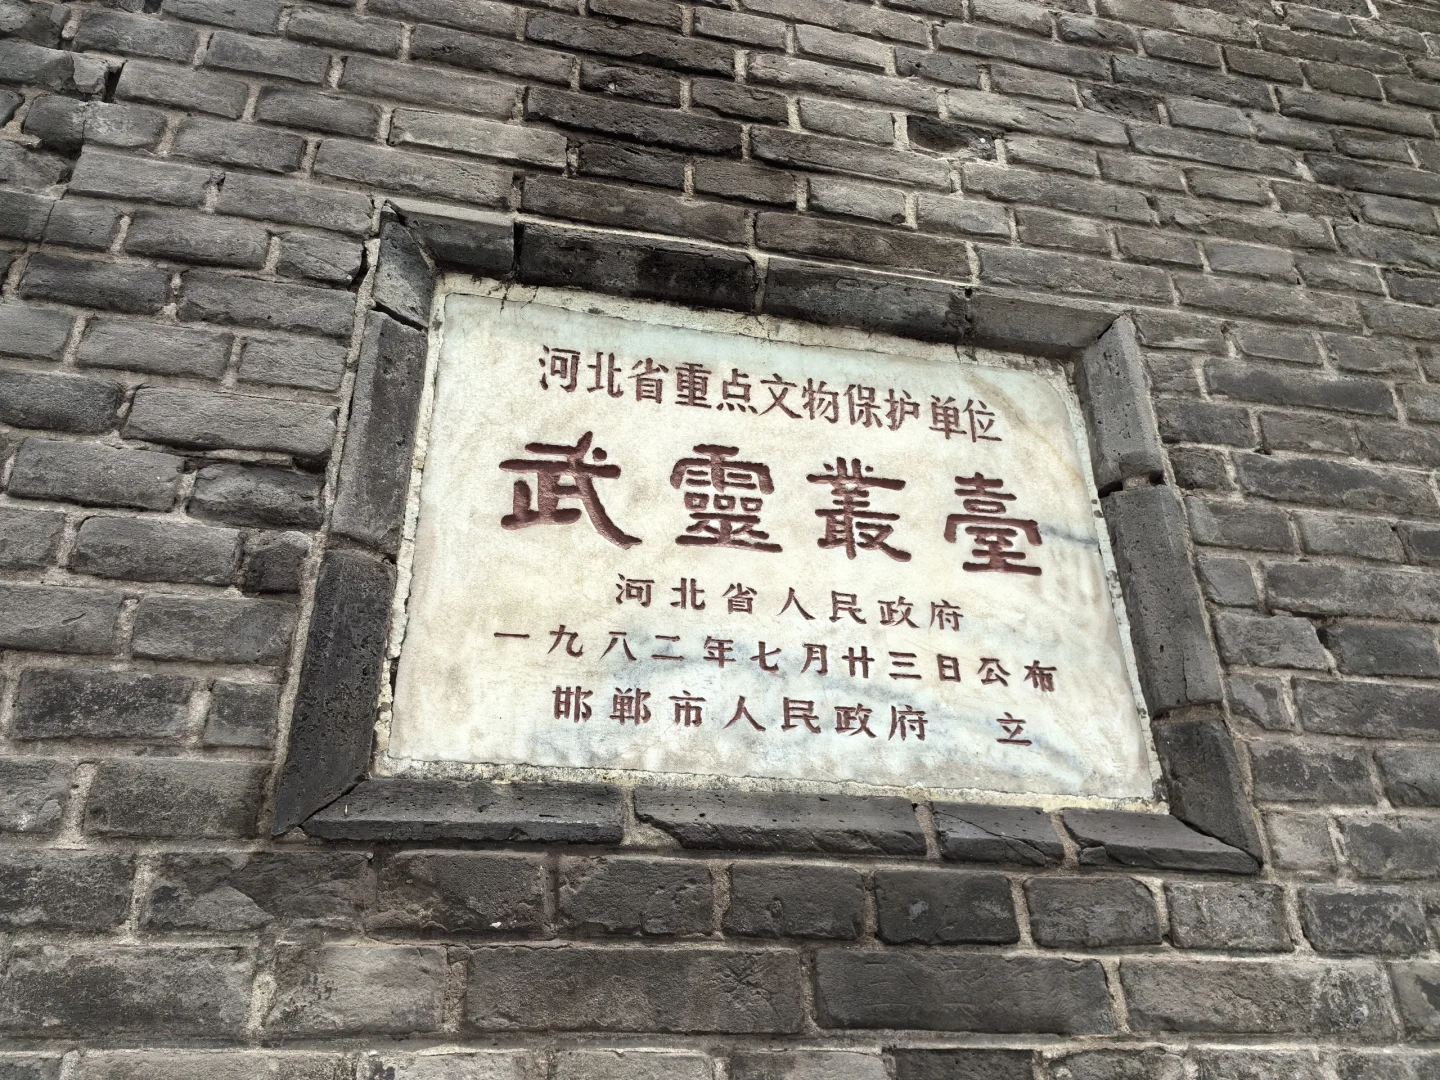 河北省重点文物保护单位
武靈叢臺
河北省人民政府
一九八二年七月廿三日公布
邯郸市人民政府 立